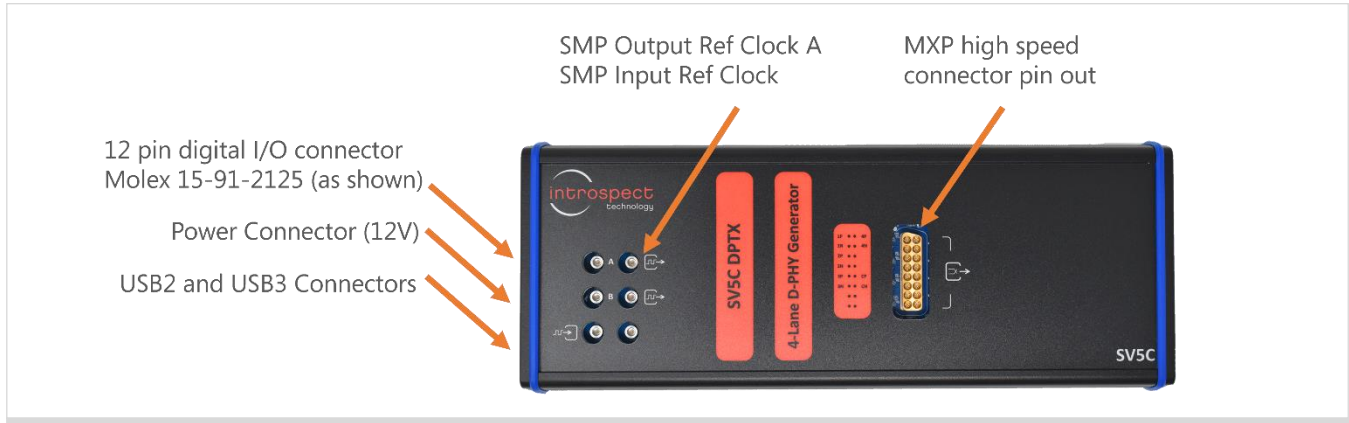 SMP Output Ref Clock A
SMP Input Ref Clock
MXP high speed
connector pin out
12 pin digital I/O connector
Molex 15-91-2125 (as shown)
Power Connector (12V)
USB2 and USB3 Connectors
introspect
technology
A
B
SV5C DPTX
4-Lane D-PHY Generator
SV5C